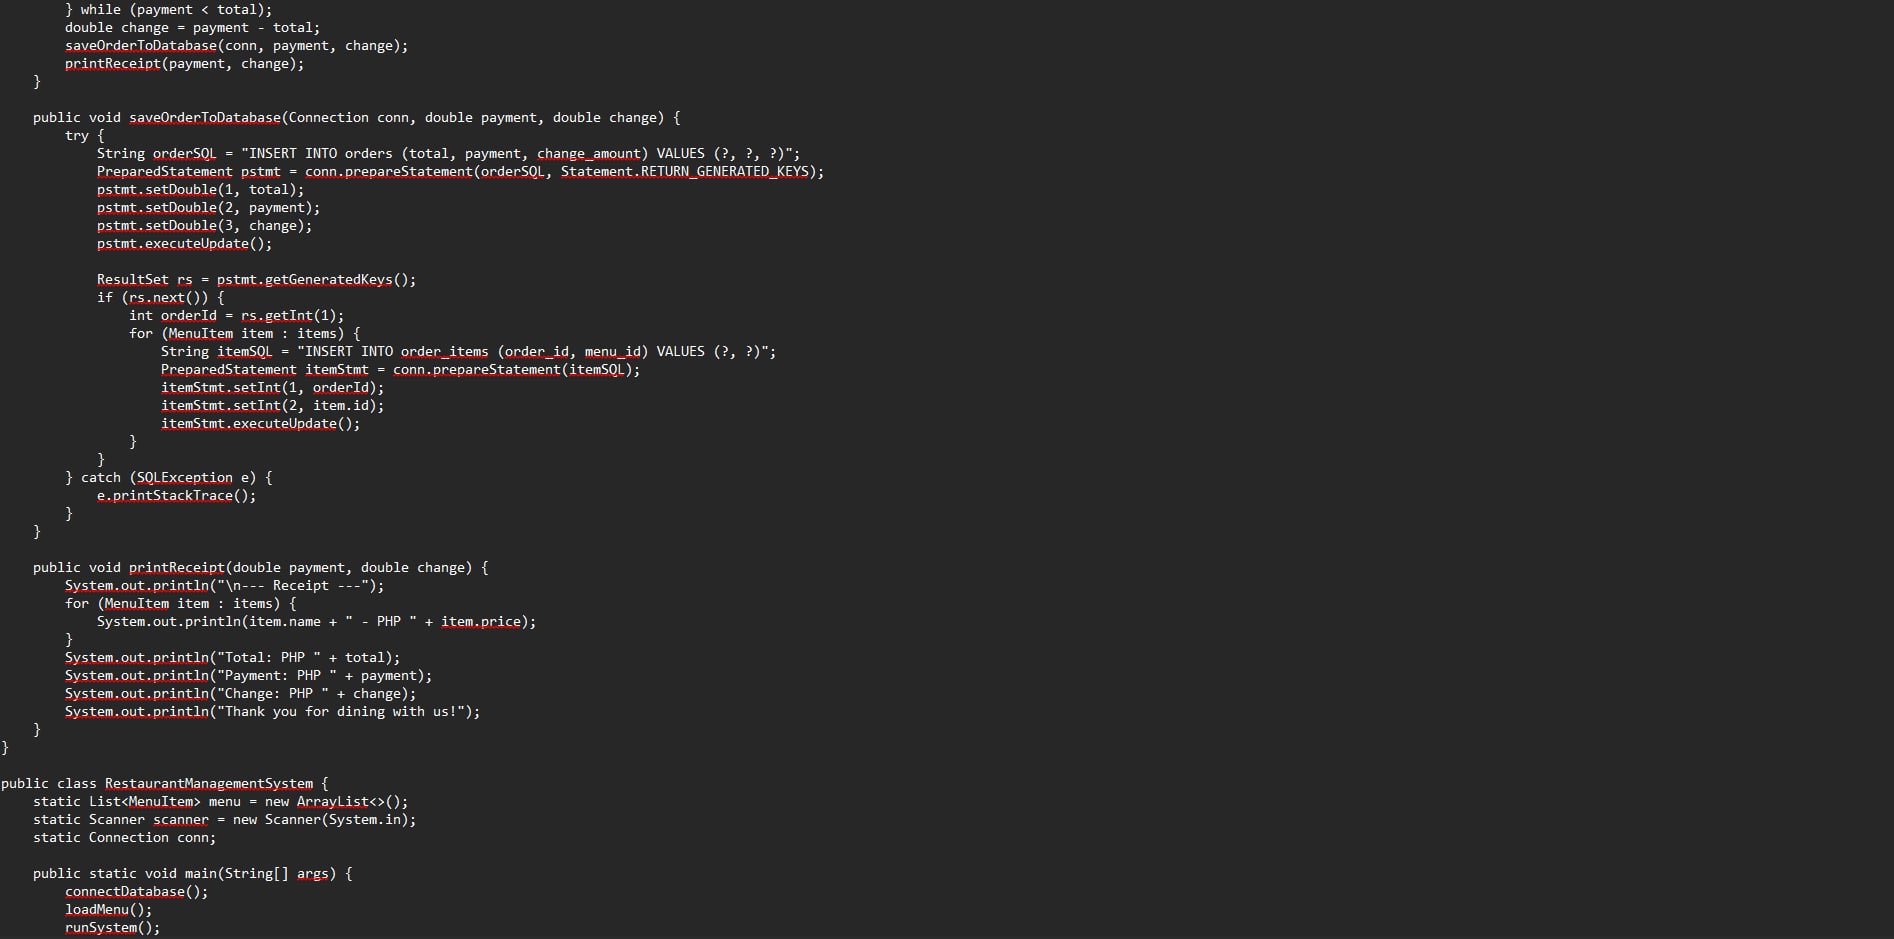 } while (payment < total);
        double change = payment - total;
        saveOrderToDatabase(conn, payment, change);
        printReceipt(payment, change);
    }

    public void saveOrderToDatabase(Connection conn, double payment, double change) {
        try {
            String orderSQL = "INSERT INTO orders (total, payment, change_amount) VALUES (?, ?, ?)";
            PreparedStatement pstmt = conn.prepareStatement(orderSQL, Statement.RETURN_GENERATED_KEYS);
            pstmt.setDouble(1, total);
            pstmt.setDouble(2, payment);
            pstmt.setDouble(3, change);
            pstmt.executeUpdate();

            ResultSet rs = pstmt.getGeneratedKeys();
            if (rs.next()) {
                int orderId = rs.getInt(1);
                for (MenuItem item : items) {
                    String itemSQL = "INSERT INTO order_items (order_id, menu_id) VALUES (?, ?)";
                    PreparedStatement itemStmt = conn.prepareStatement(itemSQL);
                    itemStmt.setInt(1, orderId);
                    itemStmt.setInt(2, item.id);
                    itemStmt.executeUpdate();
                }
            }
        } catch (SQLException e) {
            e.printStackTrace();
        }
    }

    public void printReceipt(double payment, double change) {
        System.out.println("\n--- Receipt ---");
        for (MenuItem item : items) {
            System.out.println(item.name + " - PHP " + item.price);
        }
        System.out.println("Total: PHP " + total);
        System.out.println("Payment: PHP " + payment);
        System.out.println("Change: PHP " + change);
        System.out.println("Thank you for dining with us!");
    }
}

public class RestaurantManagementSystem {
    static List<MenuItem> menu = new ArrayList<>();
    static Scanner scanner = new Scanner(System.in);
    static Connection conn;

    public static void main(String[] args) {
        connectDatabase();
        loadMenu();
        runSystem();